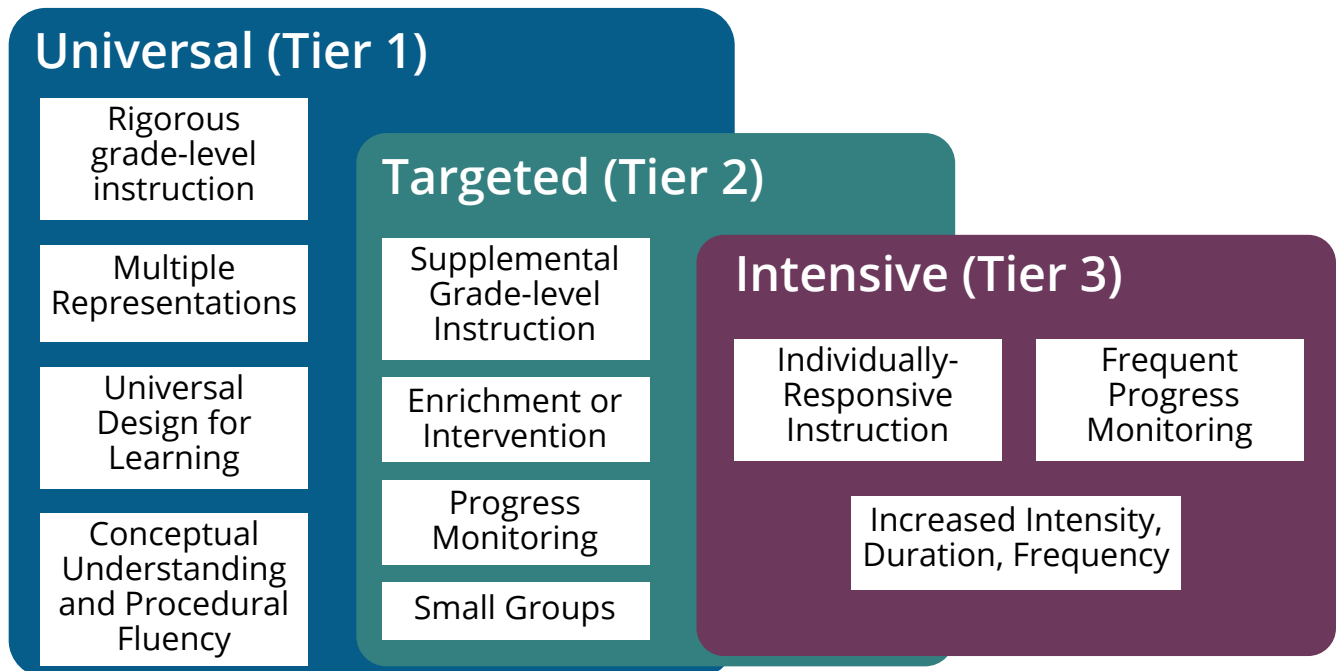 Universal (Tier 1)
Rigorous
grade-level
instruction
Multiple
Representations
Universal
Design for
Learning
Conceptual
Understanding
and Procedural
Fluency
Targeted (Tier 2)
Supplemental
Grade-level
Instruction
Enrichment or
Intervention
Progress
Monitoring
Small Groups
Intensive (Tier 3)
Individually-
Responsive
Instruction
Frequent
Progress
Monitoring
Increased Intensity,
Duration, Frequency